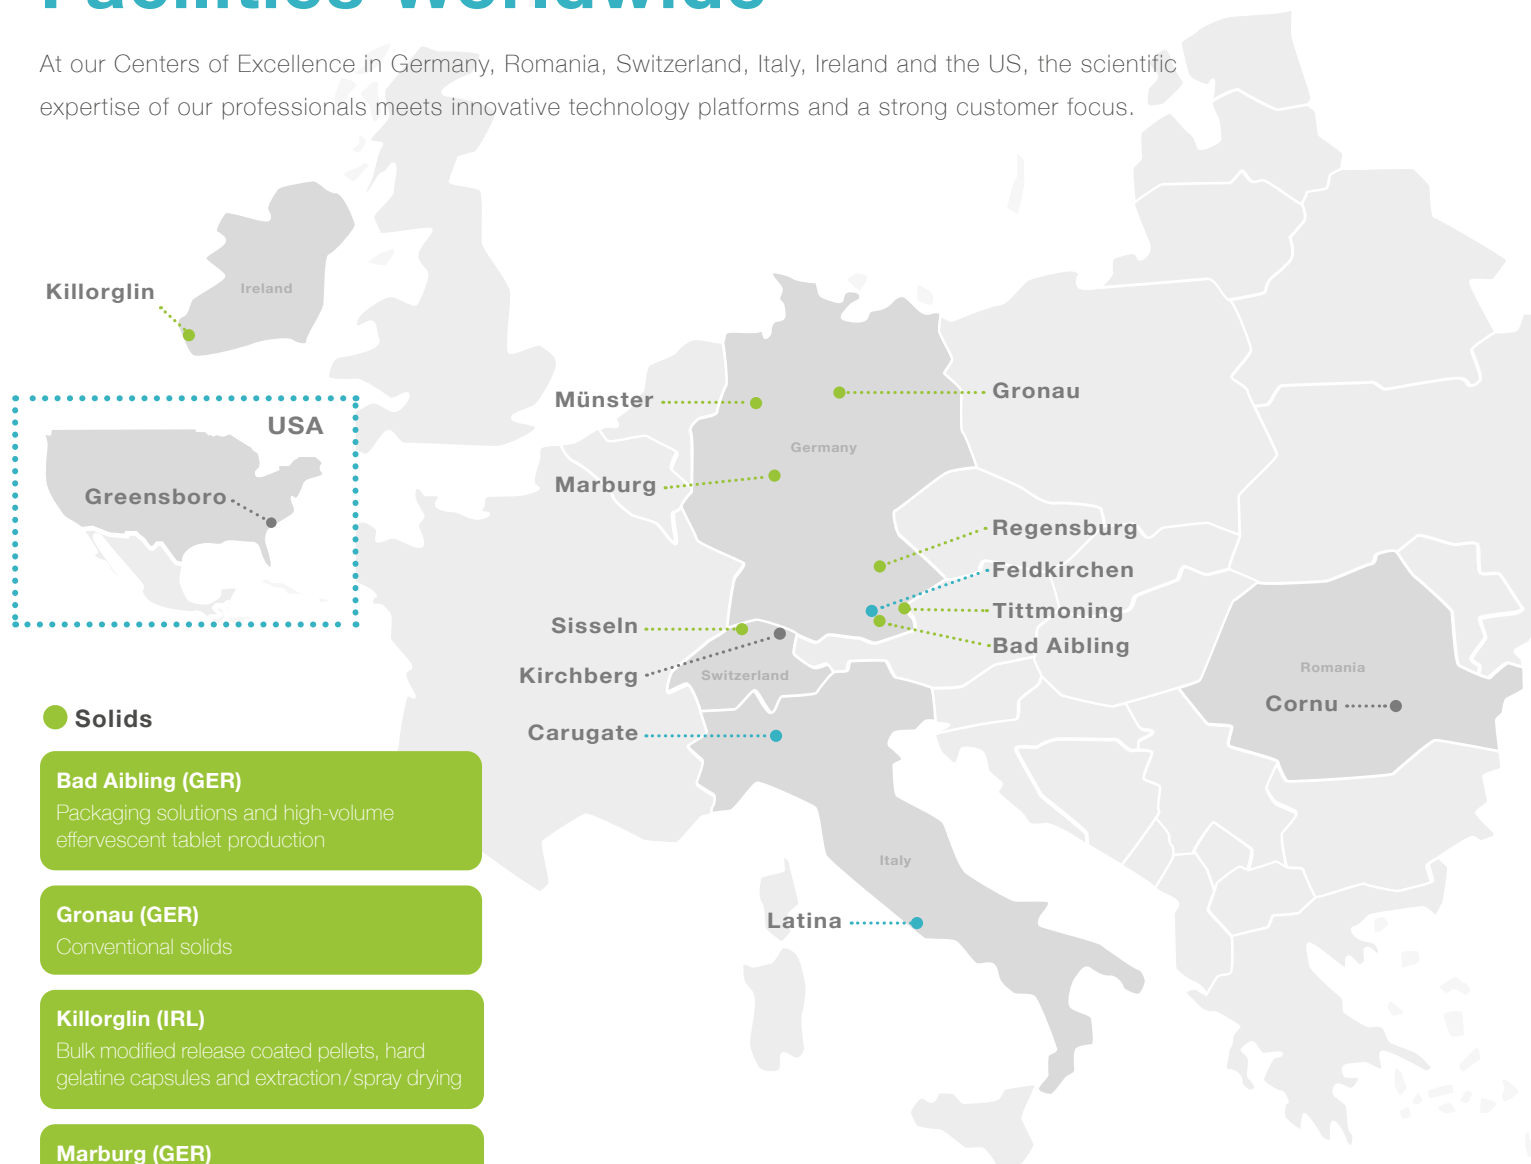 Facilities Worldwide
At our Centers of Excellence in Germany, Romania, Switzerland, Italy, Ireland and the US, the scientific
expertise of our professionals meets innovative technology platforms and a strong customer focus.
Killorglin
Ireland
USA
Greensboro
Münster
Gronau
Germany
Marburg
Regensburg
Feldkirchen
Tittmoning
Bad Aibling
Sisseln
Kirchberg
Switzerland
Carugate
Romania
Cornu
Italy
Latina
Solids
Bad Aibling (GER)
Packaging solutions and high-volume
effervescent tablet production
Gronau (GER)
Conventional solids
Killorglin (IRL)
Bulk modified release coated pellets, hard
gelatine capsules and extraction/spray drying
Marburg (GER)